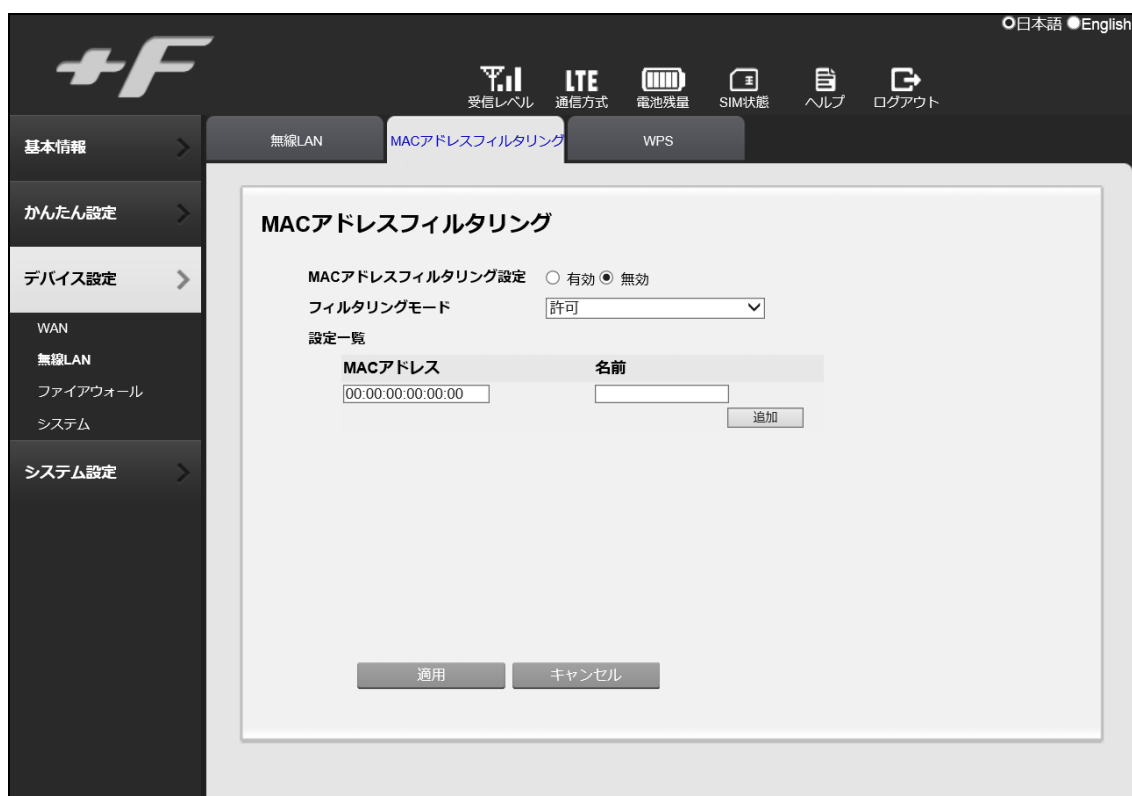 日本語 English
+F
受信レベル LTE 通信方式 電池残量 SIM状態 ヘルプ ログアウト
基本情報
かんたん設定
デバイス設定
WAN
無線LAN
ファイアウォール
システム
システム設定
無線LAN MACアドレスフィルタリング WPS
MACアドレスフィルタリング
MACアドレスフィルタリング設定 有効 無効
フィルタリングモード 許可
設定一覧
MACアドレス 名前
00:00:00:00:00:00
追加
適用 キャンセル